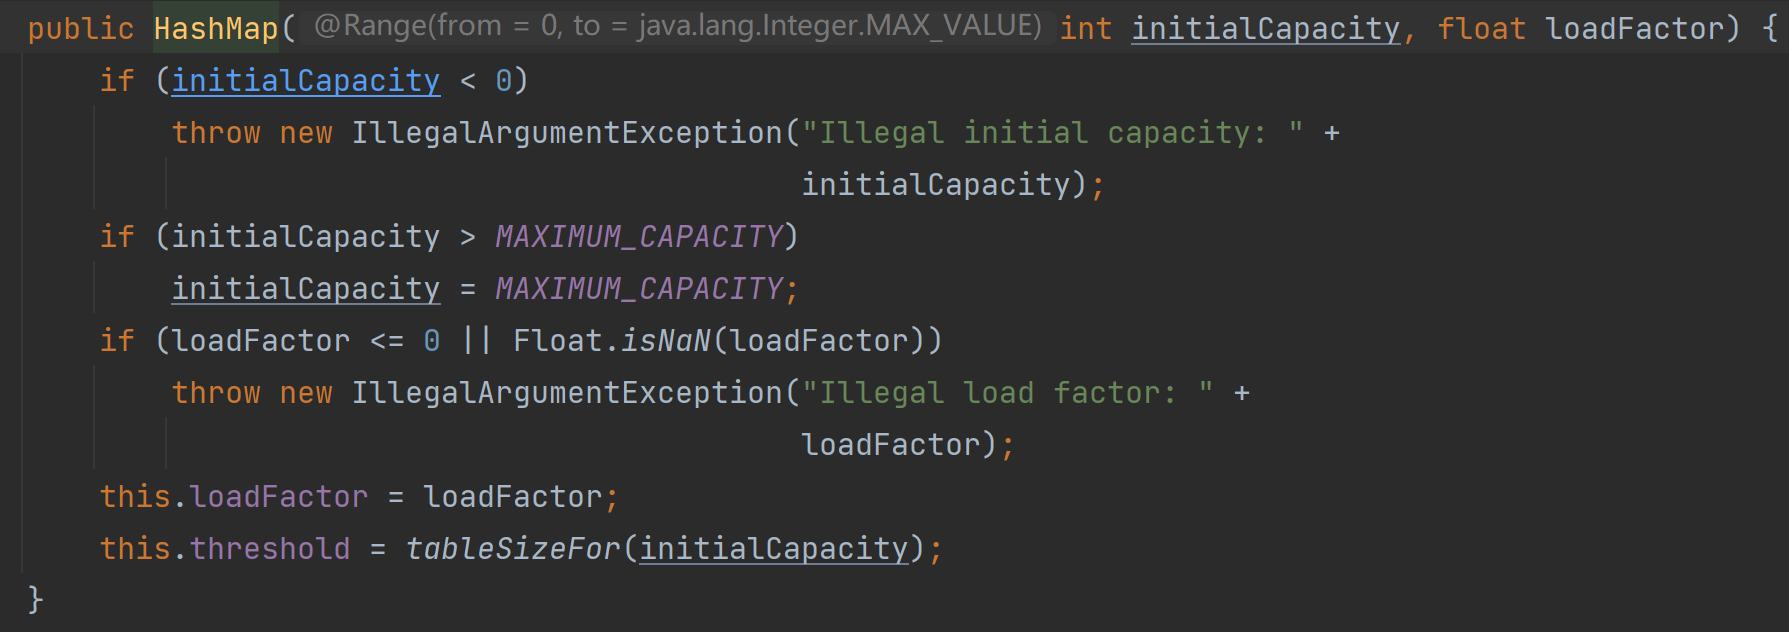 public HashMap( @Range(from = 0, to = java.lang.Integer.MAX_VALUE) int initialCapacity, float loadFactor) {
if (initialCapacity < 0)
throw new IllegalArgumentException("Illegal initial capacity: " +
initialCapacity);
if (initialCapacity > MAXIMUM_CAPACITY)
initialCapacity = MAXIMUM_CAPACITY;
if (loadFactor <= 0 || Float.isNaN(loadFactor))
throw new IllegalArgumentException("Illegal load factor: " +
loadFactor);
this.loadFactor = loadFactor;
this.threshold = tableSizeFor(initialCapacity);
}